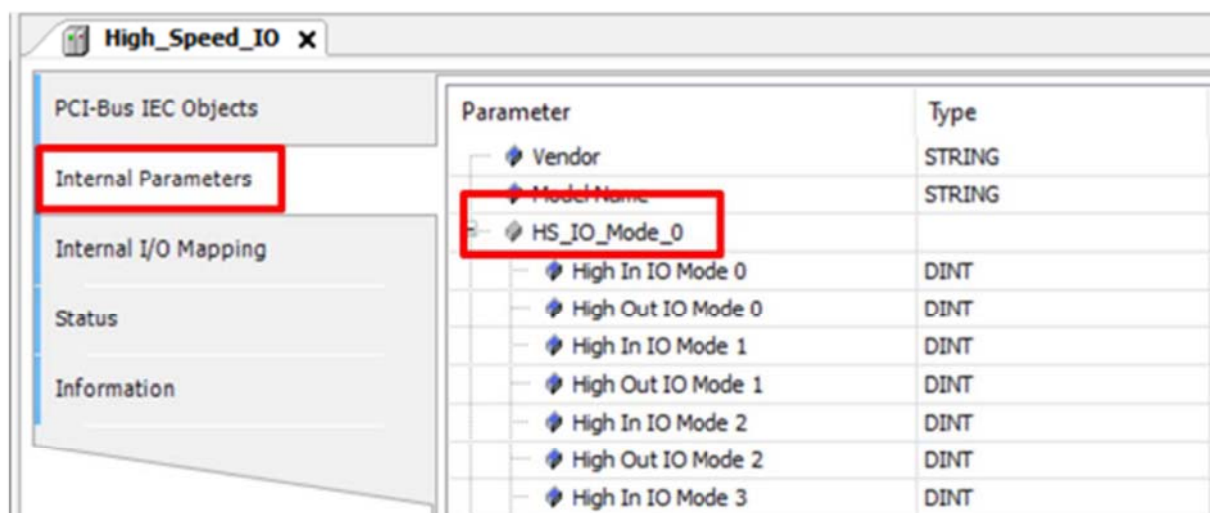 High_Speed_IO x
PCI-Bus IEC Objects
Internal Parameters
Internal I/O Mapping
Status
Information
Parameter Type
Vendor STRING
Model Name STRING
HS_IO_Mode_0
High In IO Mode 0 DINT
High Out IO Mode 0 DINT
High In IO Mode 1 DINT
High Out IO Mode 1 DINT
High In IO Mode 2 DINT
High Out IO Mode 2 DINT
High In IO Mode 3 DINT